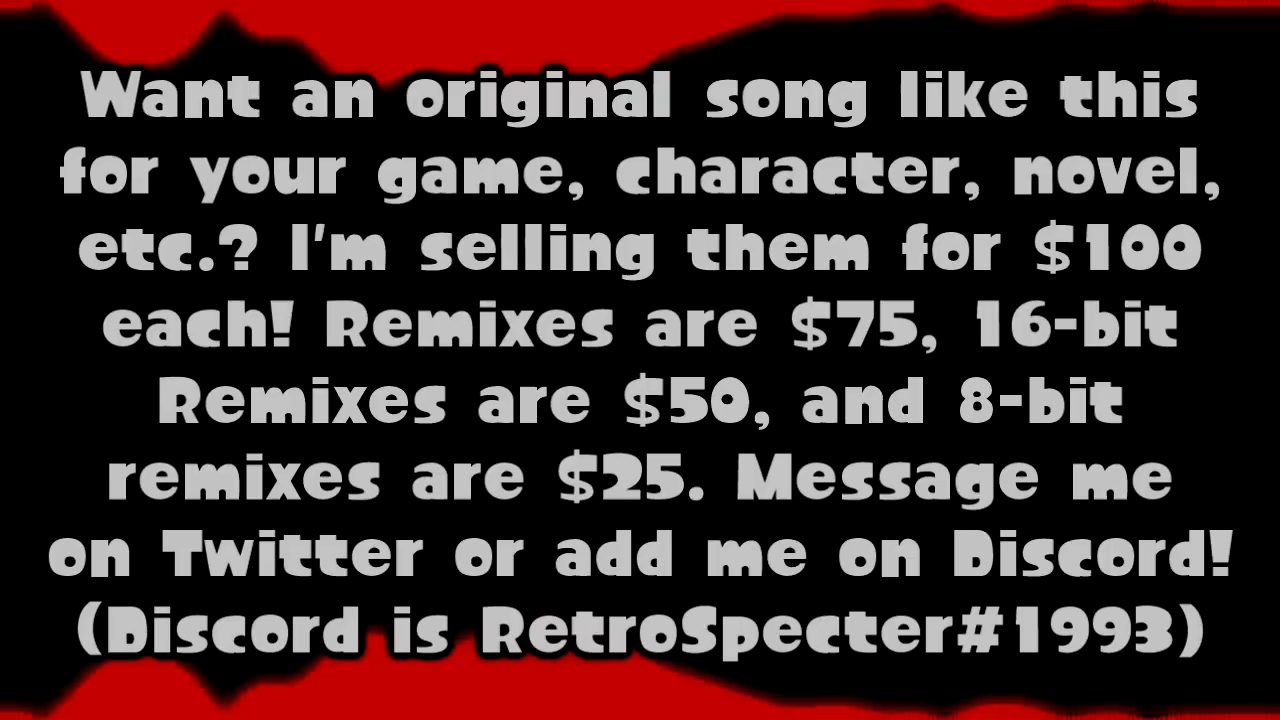 Want an original song like this
for your game, character, novel,
etc.? I'm selling them for $100
each! Remixes are $75, 16-bit
Remixes are $50, and 8-bit
remixes are $25. Message me
on Twitter or add me on Discord!
(Discord is RetroSpecter#1993)